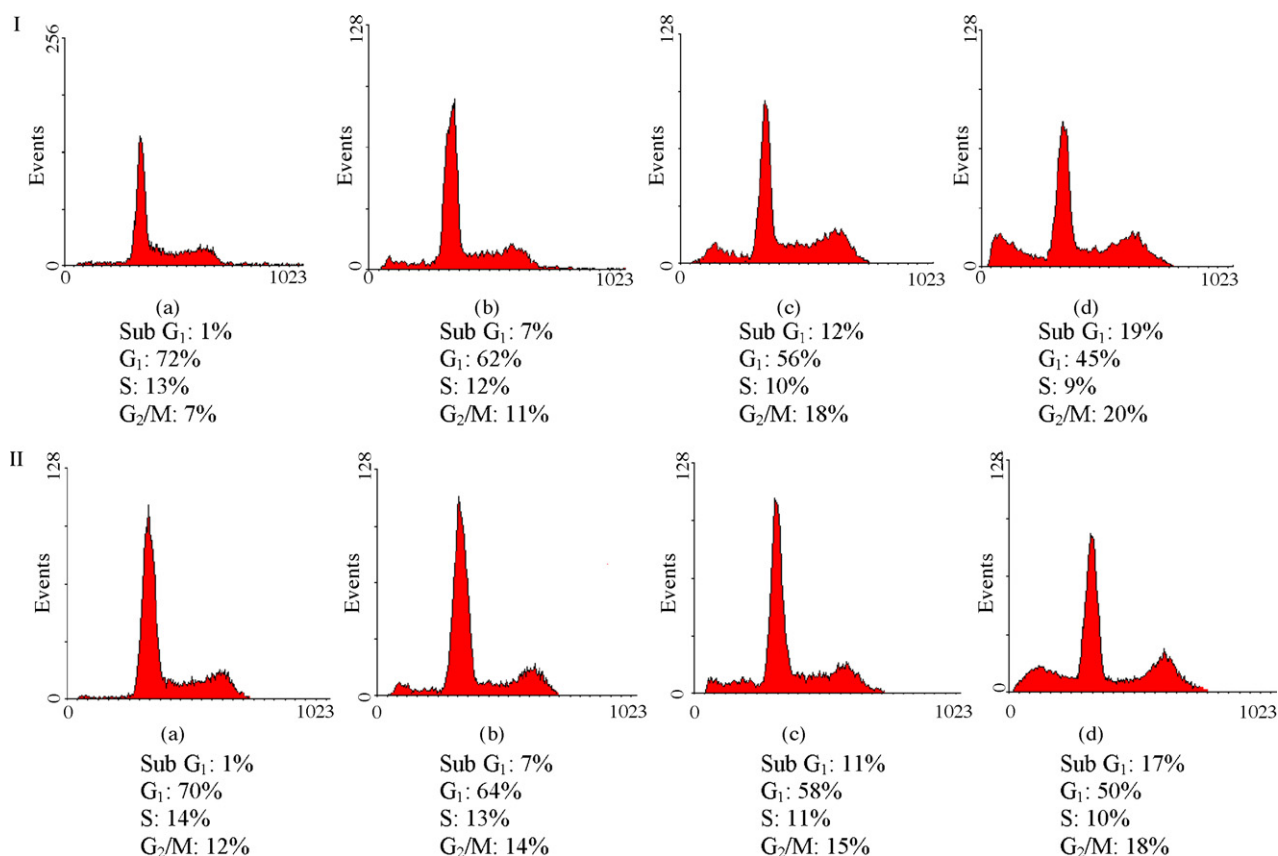 I
256
Events
0
0
1023
(a)
Sub G₁: 1%
G₁: 72%
S: 13%
G₂/M: 7%
128
Events
0
0
1023
(b)
Sub G₁: 7%
G₁: 62%
S: 12%
G₂/M: 11%
128
Events
0
0
1023
(c)
Sub G₁: 12%
G₁: 56%
S: 10%
G₂/M: 18%
128
Events
0
0
1023
(d)
Sub G₁: 19%
G₁: 45%
S: 9%
G₂/M: 20%
II
128
Events
0
0
1023
(a)
Sub G₁: 1%
G₁: 70%
S: 14%
G₂/M: 12%
128
Events
0
0
1023
(b)
Sub G₁: 7%
G₁: 64%
S: 13%
G₂/M: 14%
128
Events
0
0
1023
(c)
Sub G₁: 11%
G₁: 58%
S: 11%
G₂/M: 15%
128
Events
0
0
1023
(d)
Sub G₁: 17%
G₁: 50%
S: 10%
G₂/M: 18%